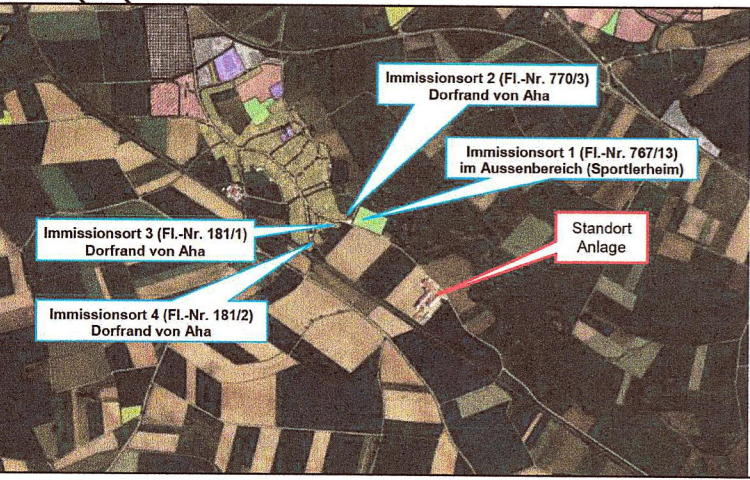 Immissionsort 2 (Fl.-Nr. 770/3)
Dorfrand von Aha
Immissionsort 1 (Fl.-Nr. 767/13)
im Aussenbereich (Sportlerheim)
Immissionsort 3 (Fl.-Nr. 181/1)
Dorfrand von Aha
Standort
Anlage
Immissionsort 4 (Fl.-Nr. 181/2)
Dorfrand von Aha